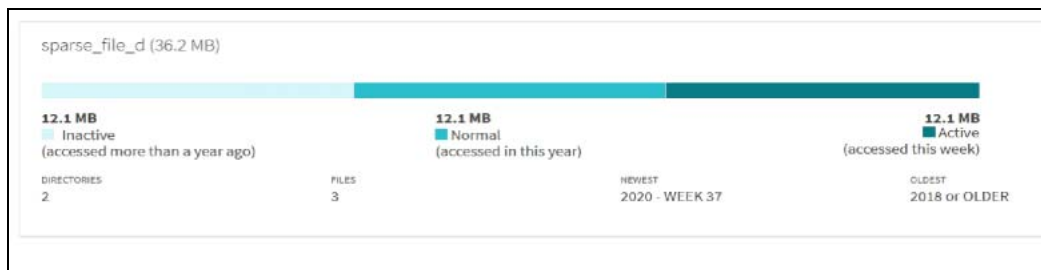 sparse_file_d (36.2 MB)
12.1 MB 12.1 MB 12.1 MB
Inactive Normal Active
(accessed more than a year ago) (accessed in this year) (accessed this week)
DIRECTORIES FILES NEWEST OLDEST
2 3 2020 - WEEK 37 2018 or OLDER